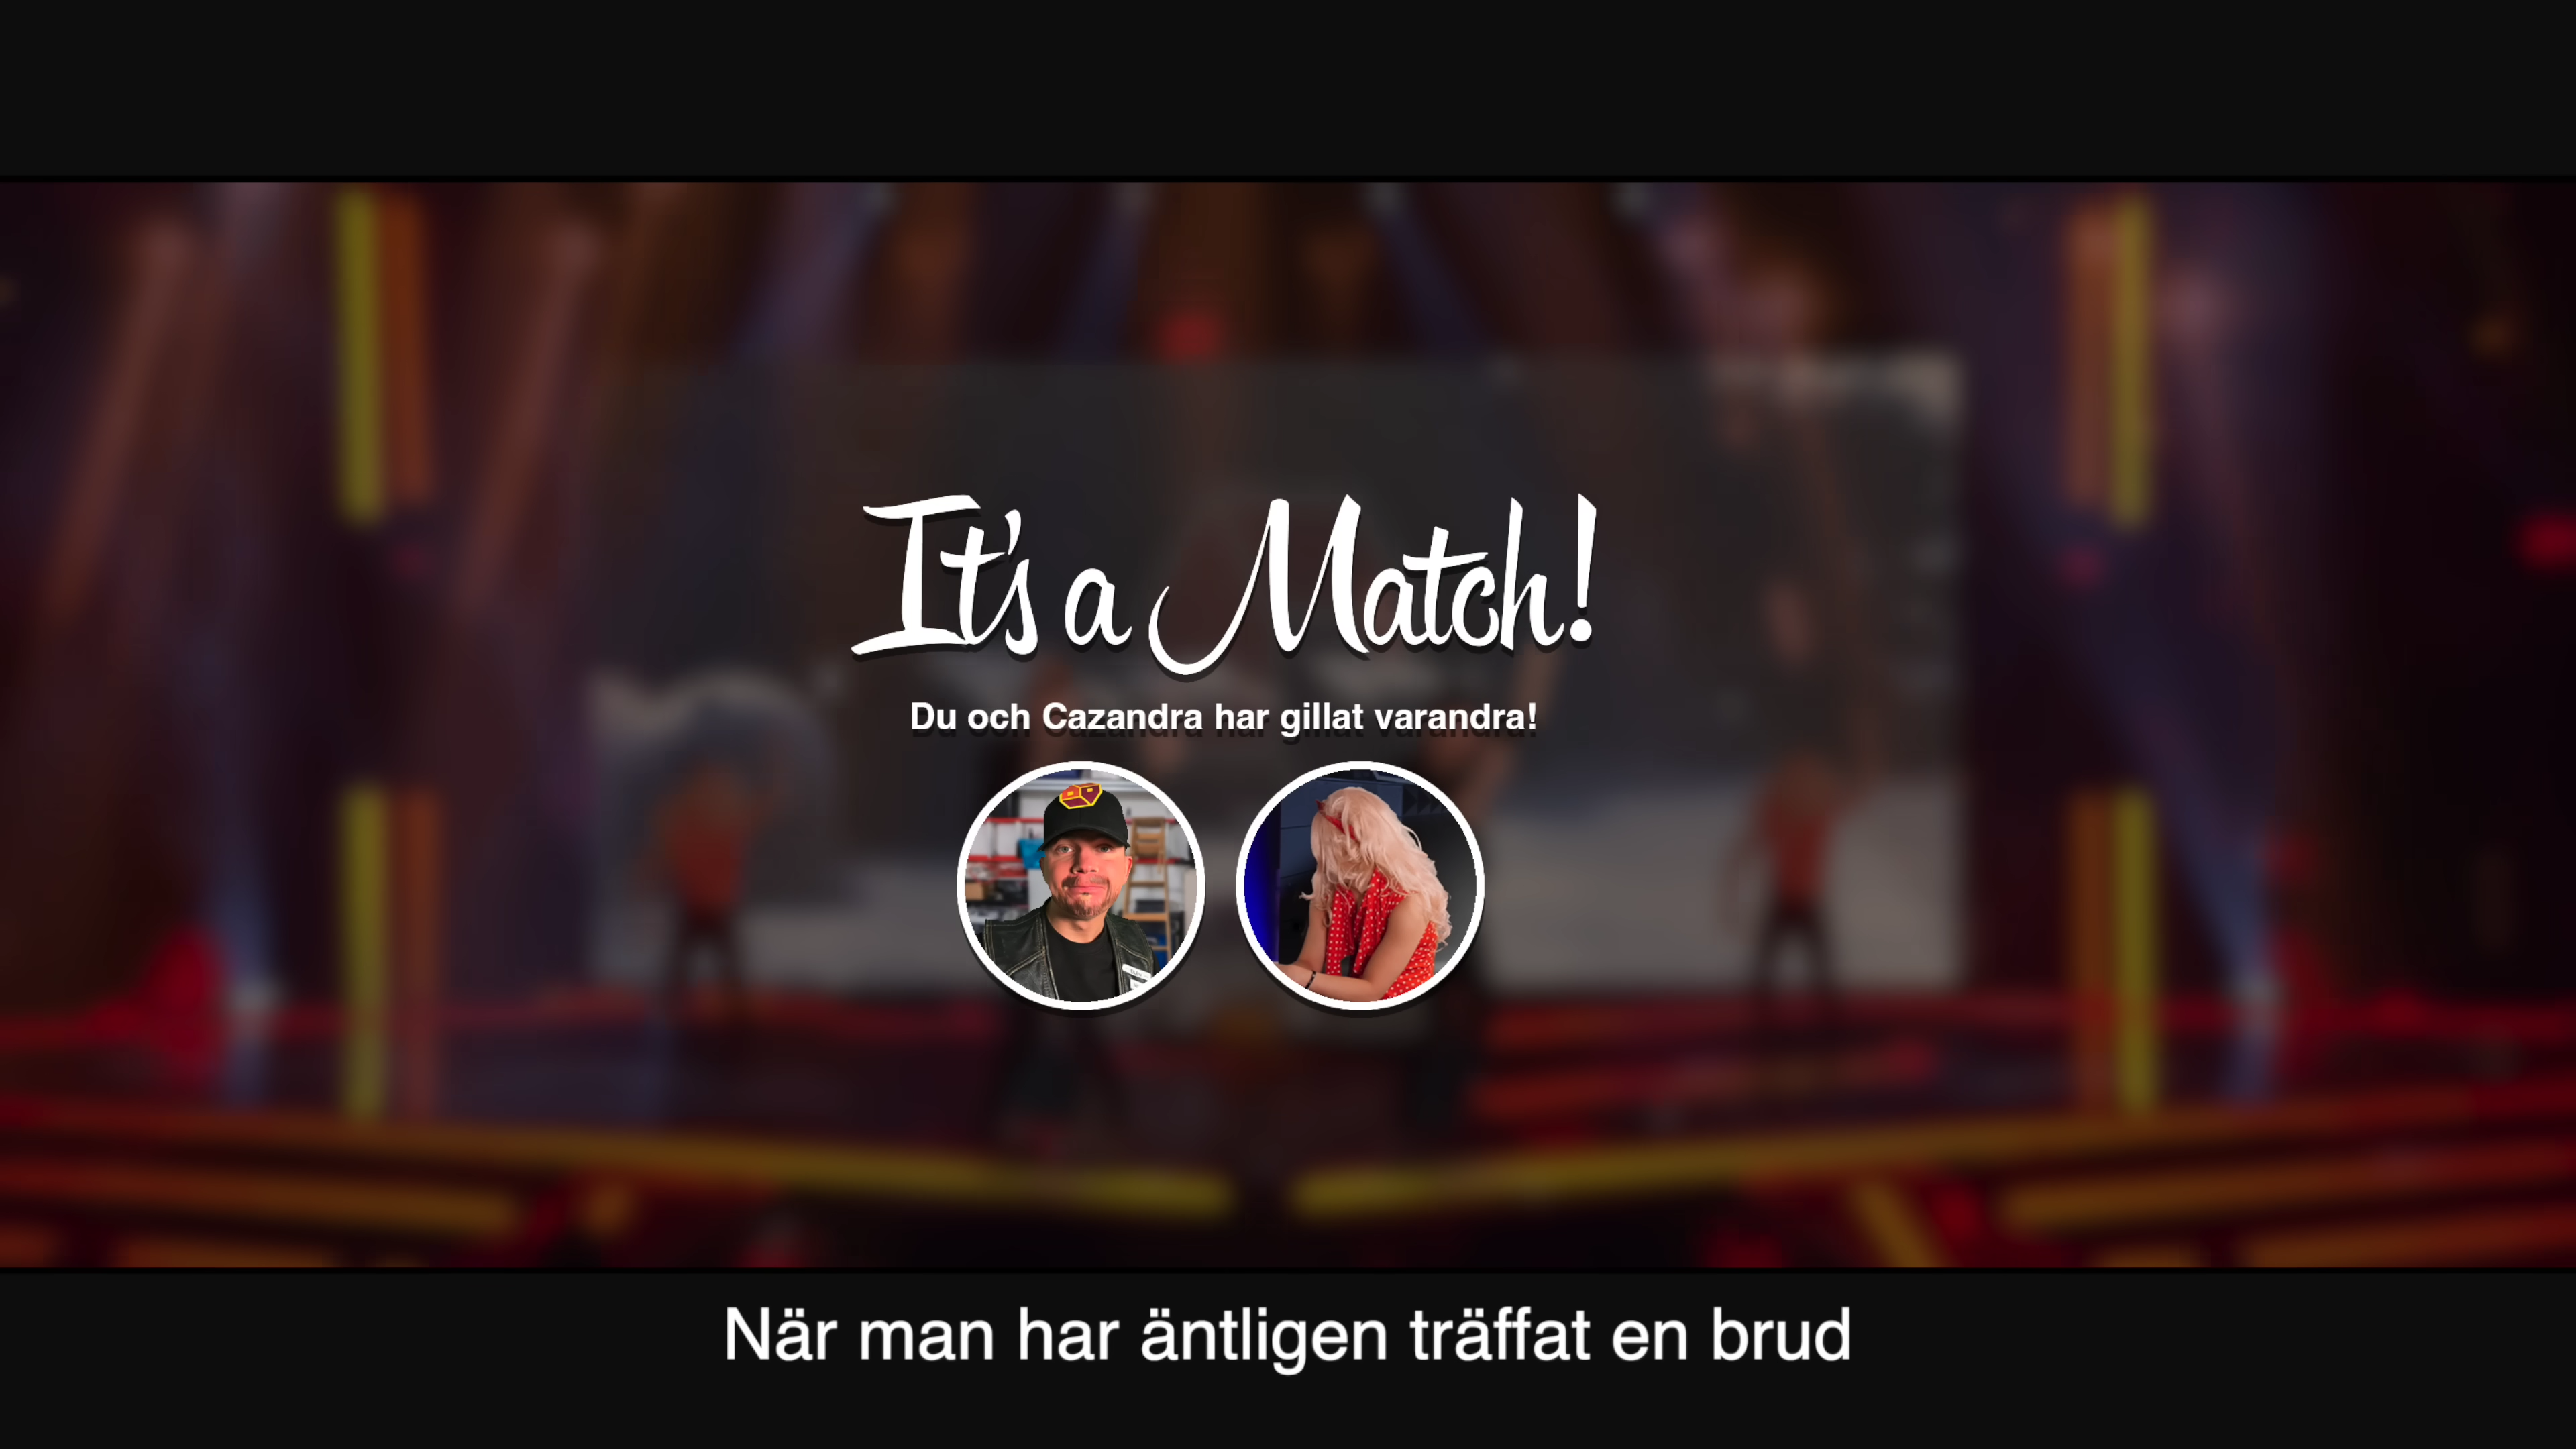 It's a Match!
Du och Cazandra har gillat varandra!
När man har äntligen träffat en brud